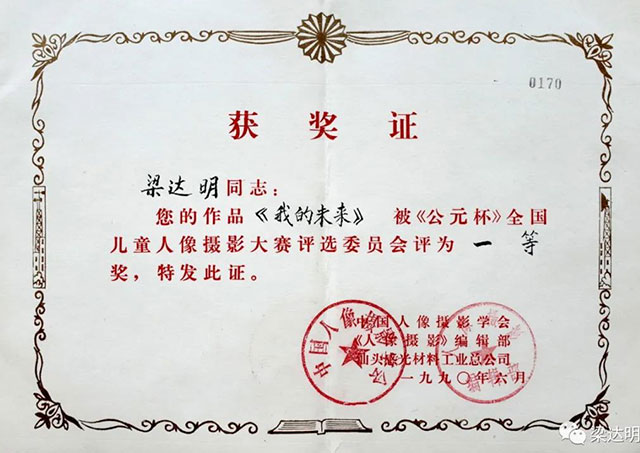 0170
获奖证
梁达明同志：
您的作品《我的未来》被《公元杯》全国
儿童人像摄影大赛评选委员会评为一等
奖，特发此证。
中国人像摄影学会
《人像摄影》编辑部
汕头感光材料工业总公司
一九九〇年六月
梁达明